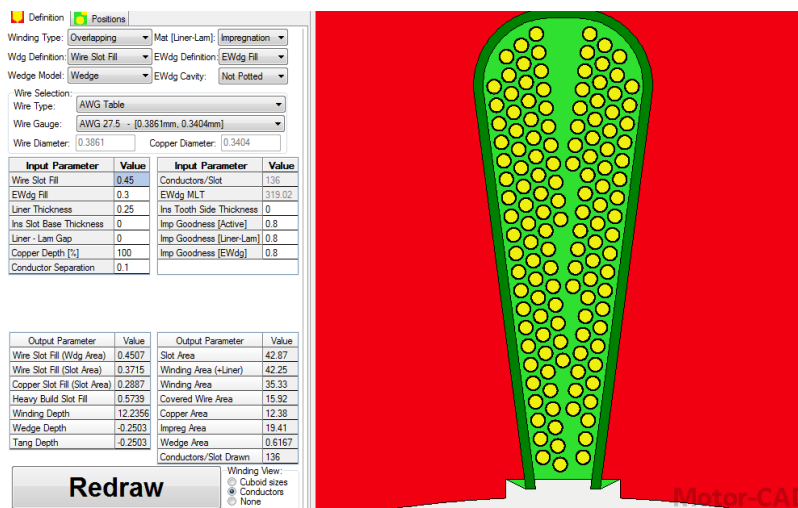 Definition Positions
Winding Type: Overlapping Mat [Liner-Lam]: Impregnation
Wdg Definition: Wire Slot Fill EWdg Definition: EWdg Fill
Wedge Model: Wedge EWdg Cavity: Not Potted
Wire Selection:
Wire Type: AWG Table
Wire Gauge: AWG 27.5 - [0.3861mm, 0.3404mm]
Wire Diameter: 0.3861 Copper Diameter: 0.3404
Input Parameter Value Input Parameter Value
Wire Slot Fill 0.45 Conductors/Slot 136
EWdg Fill 0.3 EWdg MLT 319.02
Liner Thickness 0.25 Ins Tooth Side Thickness 0
Ins Slot Base Thickness 0 Imp Goodness [Active] 0.8
Liner - Lam Gap 0 Imp Goodness [Liner-Lam] 0.8
Copper Depth [%] 100 Imp Goodness [EWdg] 0.8
Conductor Separation 0.1
Output Parameter Value Output Parameter Value
Wire Slot Fill (Wdg Area) 0.4507 Slot Area 42.87
Wire Slot Fill (Slot Area) 0.3715 Winding Area (+Liner) 42.25
Copper Slot Fill (Slot Area) 0.2887 Winding Area 35.33
Heavy Build Slot Fill 0.5739 Covered Wire Area 15.92
Winding Depth 12.2356 Copper Area 12.38
Wedge Depth -0.2503 Impreg Area 19.41
Tang Depth -0.2503 Wedge Area 0.6167
Conductors/Slot Drawn 136
Redraw
Winding View:
Cuboid sizes
Conductors
None